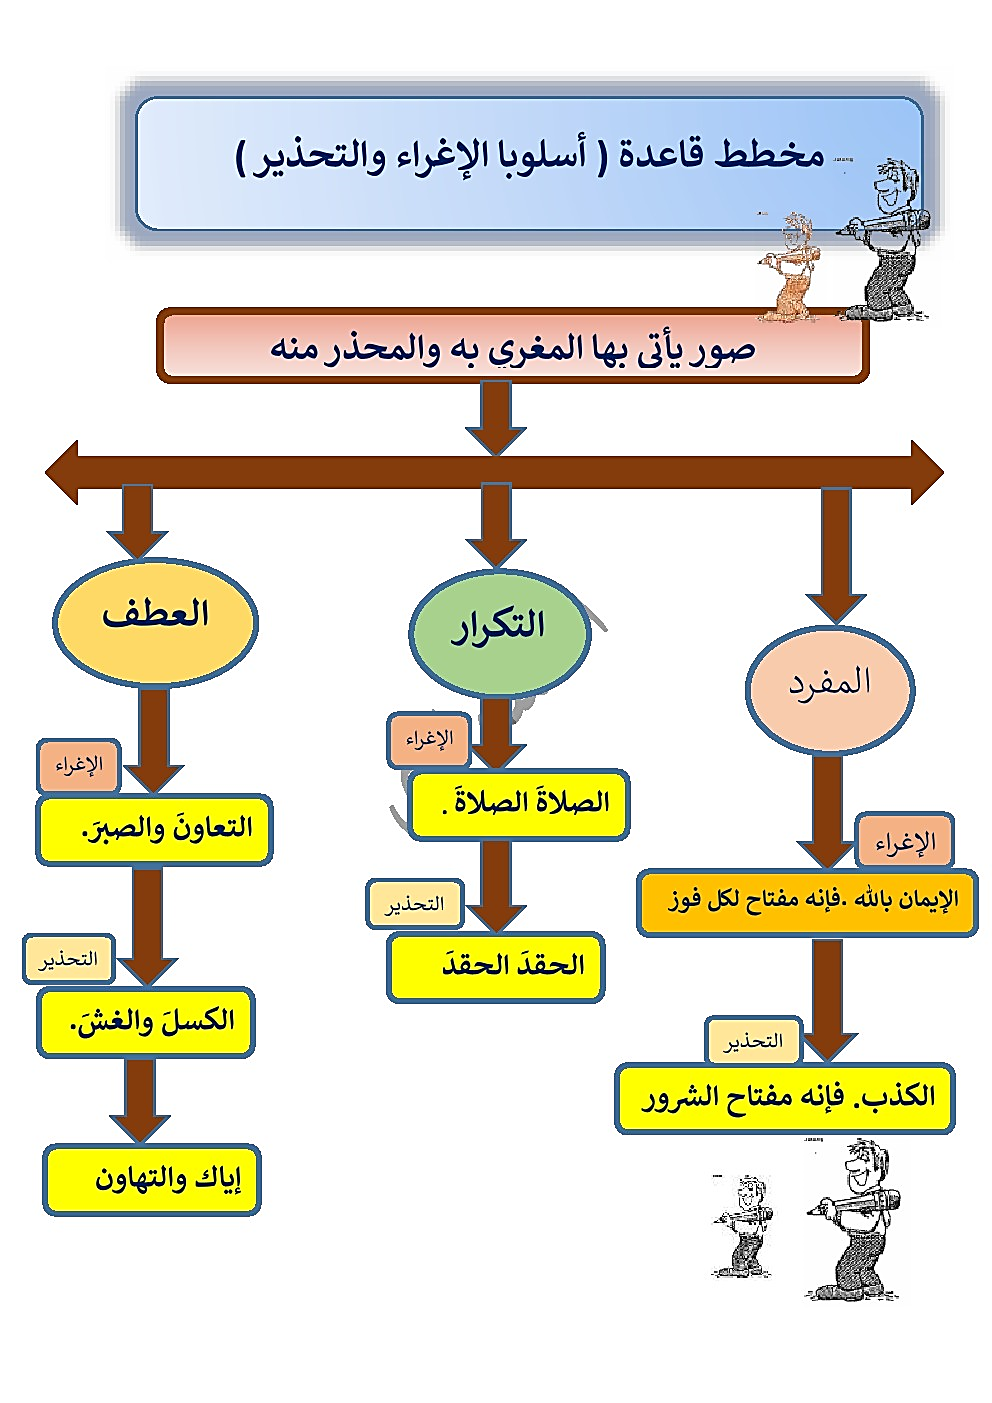 مخطط قاعدة ( أسلوبا الإغراء والتحذير )
صور يأتى بها المغرى به والمحذر منه
المفرد
الإغراء
الإيمان بالله .فإنه مفتاح لكل فوز
التحذير
الكذب. فإنه مفتاح الشرور
التكرار
الإغراء
الصلاةَ الصلاةَ .
التحذير
الحقدَ الحقدَ
العطف
الإغراء
التعاونَ والصبرَ.
التحذير
الكسلَ والغشَ.
إياك والتهاون